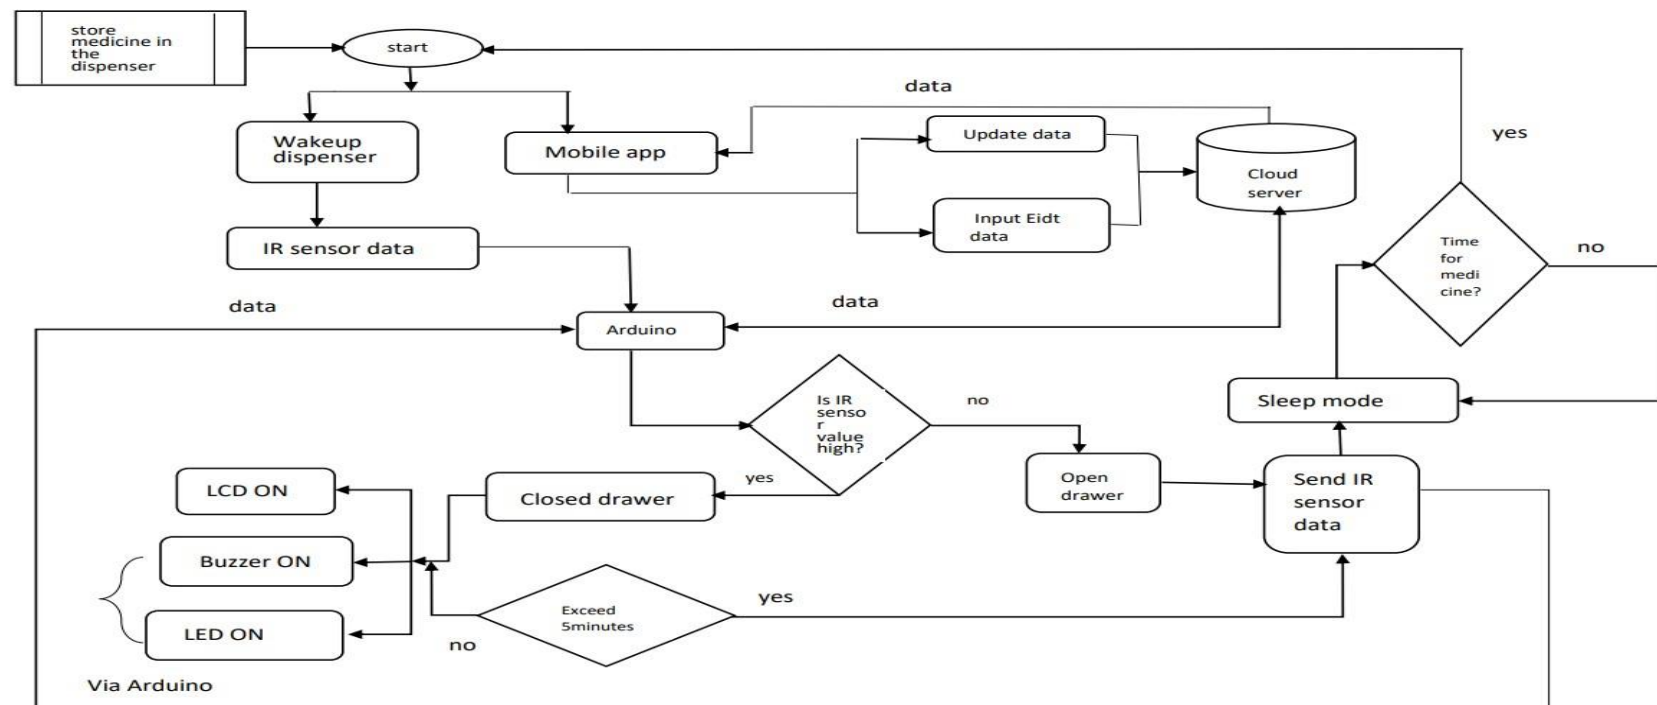 store
medicine in
the
dispenser
start
data
yes
Wakeup
dispenser
Mobile app
Update data
Cloud
server
Input Eidt
data
IR sensor data
Time
for
medi
cine?
no
data
data
Arduino
Is IR
senso
r
value
high?
no
Sleep mode
yes
LCD ON
Closed drawer
Open
drawer
Send IR
sensor
data
Buzzer ON
Exceed
5minutes
yes
LED ON
no
Via Arduino